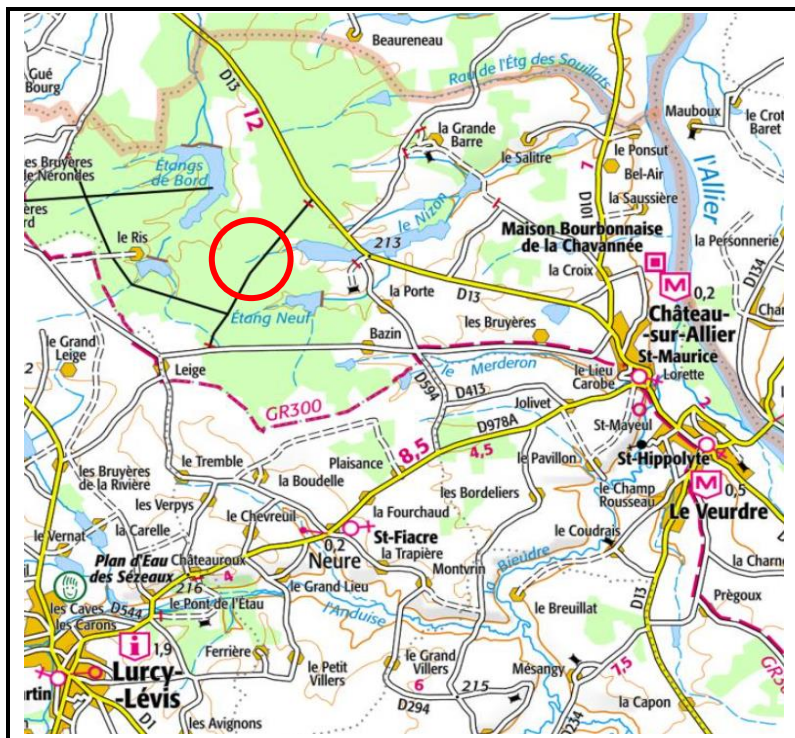 Beaureneau
Gué
Bourg
D13
12
Rau de l'Étg des Souillats
Mauboux
le Crot
Baret
la Grande
Barre
le Salitre
7
le Ponsut
Bel-Air
l'Allier
Étangs
de Bord
les Bruyères
de Nérondes
la Saussière
D101
le Nizon
213
Maison Bourbonnaise
de la Chavannée
la Personnerie
D134
le Ris
la Croix
M
0,2
la Porte
D13
Château-
-sur-Allier
Étang Neuf
Bazin
les Bruyères
St-Maurice
le Grand
Leige
Leige
le Merderon
le Lieu
Carobe
Lorette
D594
D413
GR300
Jolivet
2
D978A
St-Mayeul
8,5
4,5
le Tremble
Plaisance
le Pavillon
St-Hippolyte
les Bruyères
de la Rivière
la Boudelle
M
0,5
les Verpys
les Bordeliers
le Champ
Rousseau
Le Veurdre
le Chevreuil
la Fourchaud
la Carelle
le Vernat
St-Fiacre
le Coudrais
0,2
Neure
la Trapière
la Bieudre
Plan d'Eau
des Sézeaux
Châteauroux
216
4
Montvrin
D13
le Grand Lieu
Prègoux
les Caves
D544
le Pont de l'Étau
l'Anduise
le Breuillat
les Carons
i
1,9
Ferrière
le Grand
Villers
Lurcy-
-Lévis
le Petit
Villers
Mésangy
7,5
6
215
D294
D234
la Capon
D1
les Avignons